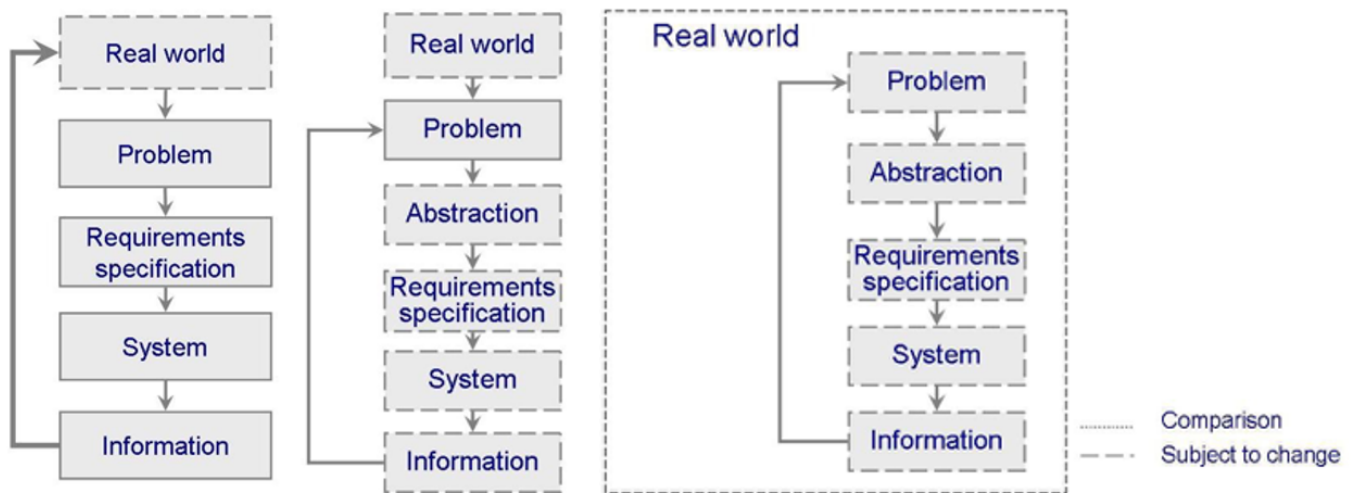 Real world
Problem
Requirements
specification
System
Information
Real world
Problem
Abstraction
Requirements
specification
System
Information
Real world
Problem
Abstraction
Requirements
specification
System
Information
Comparison
Subject to change